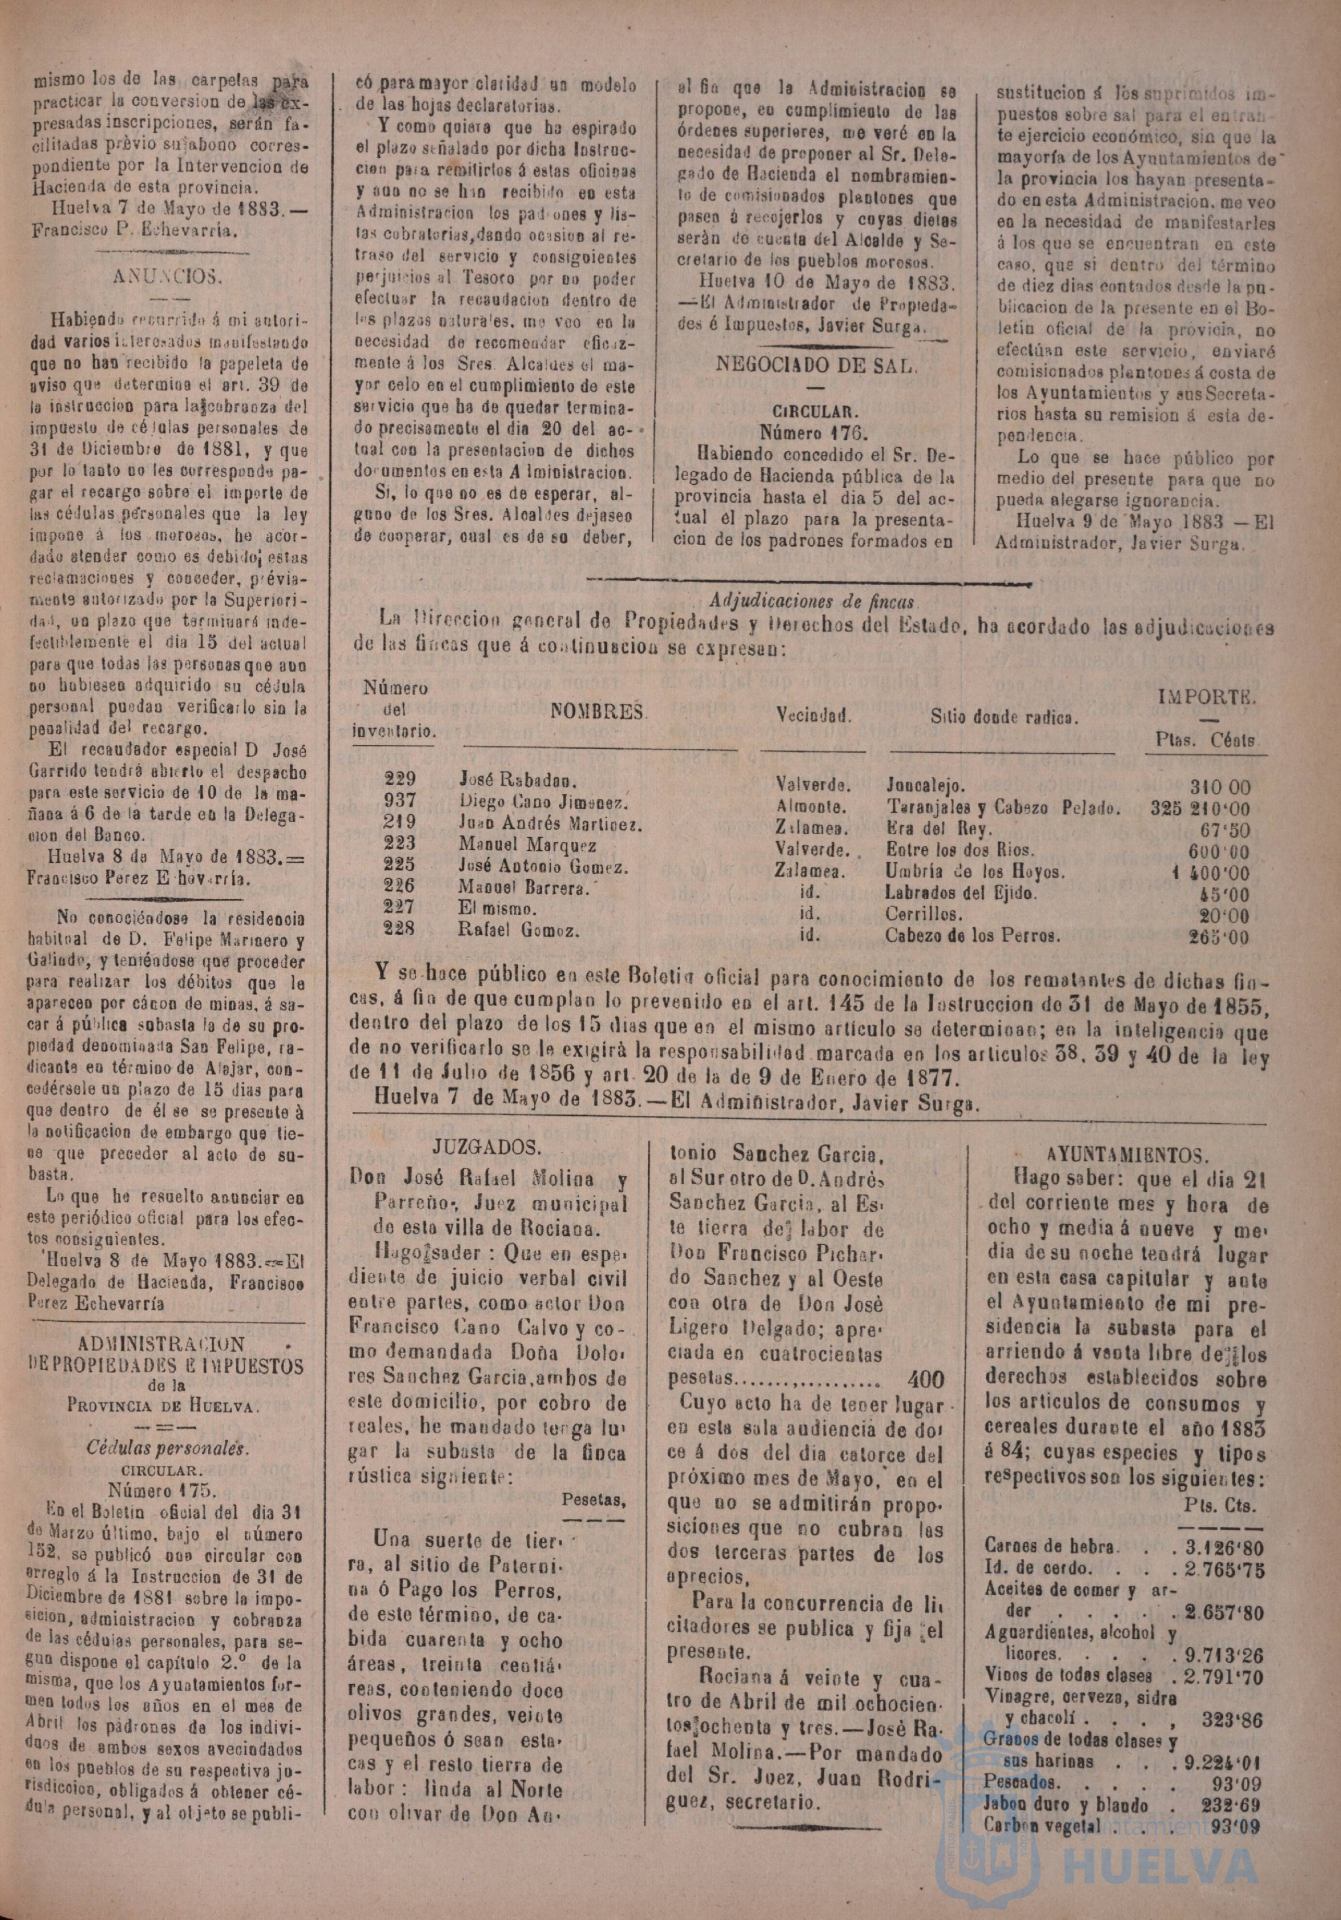 mismo los de las carpetas para
practicar la conversion de las ex-
presadas inscripciones, serán fa-
cilitadas prévio su abono corres-
pondiente por la Intervencion de
Hacienda de esta provincia.
Huelva 7 de Mayo de 1883.—
Francisco P. Echevarría.
ANUNCIOS.
Habiendo recurrido á mi autori-
dad varios interesados manifestando
que no han recibido la papeleta de
aviso que determina el art. 39 de
la instruccion para la cobranza del
impuesto de cédulas personales de
31 de Diciembre de 1881, y que
por lo tanto no les corresponde pa-
gar el recargo sobre el importe de
las cédulas personales que la ley
impone á los morosos, he acor-
dado atender como es debido; estas
reclamaciones y conceder, prévia-
mente autorizado por la Superiori-
dad, un plazo que terminará inde-
fectiblemente el dia 15 del actual
para que todas las personas que aun
no hubiesen adquirido su cédula
personal puedan verificarlo sin la
penalidad del recargo.
El recaudador especial D José
Garrido tendrá abierto el despacho
para este servicio de 10 de la ma-
ñana á 6 de la tarde en la Delega-
cion del Banco.
Huelva 8 de Mayo de 1883.=
Francisco Perez E hevarría.
No conociéndose la residencia
habitual de D. Felipe Marinero y
Galindo, y teniéndose que proceder
para realizar los débitos que le
aparecen por cánon de minas, á sa-
car á pública subasta la de su pro-
piedad denominada San Felipe, ra-
dicante en término de Alajar, con-
cedérsele un plazo de 15 dias para
que dentro de él se se presente à
la notificacion de embargo que tie-
ne que preceder al acto de su-
basta.
Lo que he resuelto anunciar en
este periódico oficial para los efec-
tos consiguientes.
Huelva 8 de Mayo 1883.=El
Delegado de Hacienda, Francisco
Perez Echevarría
ADMINISTRACION
DE PROPIEDADES É IMPUESTOS
de la
PROVINCIA DE HUELVA.
Cédulas personales.
CIRCULAR.
Número 175.
En el Boletin oficial del dia 31
de Marzo último, bajo el número
152, se publicó una circular con
arreglo á la Instruccion de 31 de
Diciembre de 1881 sobre la impo-
sicion, administracion y cobranza
de las cédulas personales, para se-
gun dispone el capítulo 2.º de la
misma, que los Ayuntamientos for-
men todos los años en el mes de
Abril los padrones de los indivi-
duos de ambos sexos avecindados
en los pueblos de su respectiva ju-
risdiccion, obligados á obtener cé-
dula personal, y al objeto se publi-
có para mayor claridad un modelo
de las hojas declaratorias.
Y como quiera que ha espirado
el plazo señalado por dicha Instruc-
cion para remitirlos á estas oficinas
y aun no se han recibido en esta
Administracion los padrones y lis-
tas cobratorias, dando ocasion al re-
traso del servicio y consiguientes
perjuicios al Tesoro por no poder
efectuar la recaudacion dentro de
los plazos naturales, me veo en la
necesidad de recomendar eficaz-
mente á los Sres. Alcaldes el ma-
yor celo en el cumplimiento de este
servicio que ha de quedar termina-
do precisamente el dia 20 del ac-
tual con la presentacion de dichos
documentos en esta A lministracion.
Si, lo que no es de esperar, al-
guno de los Sres. Alcaldes dejasen
de cooperar, cual es de su deber,
al fin que la Administracion se
propone, en cumplimiento de las
órdenes superiores, me veré en la
necesidad de proponer al Sr. Dele-
gado de Hacienda el nombramien-
to de comisionados plantones que
pasen á recojerlos y cuyas dietas
serán de cuenta del Alcalde y Se-
cretario de los pueblos morosos.
Huelva 10 de Mayo de 1883.
—El Administrador de Propieda-
des é Impuestos, Javier Surga.
NEGOCIADO DE SAL.
CIRCULAR.
Número 176.
Habiendo concedido el Sr. De-
legado de Hacienda pública de la
provincia hasta el dia 5 del ac-
tual él plazo para la presenta-
cion de los padrones formados en
sustitucion á los suprimidos im-
puestos sobre sal para el entran-
te ejercicio económico, sin que la
mayoría de los Ayuntamientos de
la provincia los hayan presenta-
do en esta Administracion, me veo
en la necesidad de manifestarles
á los que se encuentran en este
caso, que si dentro del término
de diez dias contados desde la pu-
blicacion de la presente en el Bo-
letin oficial de la provicia, no
efectúan este servicio, enviaré
comisionados plantones á costa de
los Ayuntamientos y sus Secreta-
rios hasta su remision á esta de-
pendencia.
Lo que se hace público por
medio del presente para que no
pueda alegarse ignorancia.
Huelva 9 de Mayo 1883 —El
Administrador, Javier Surga.
Adjudicaciones de fincas
La Direccion general de Propiedades y Derechos del Estado, ha acordado las adjudicaciones
de las fincas que á continuacion se expresan:
Número
del
inventario. NOMBRES. Vecindad. Sitio donde radica. IMPORTE.
Ptas. Cénts.
229 José Rabadan. Valverde. Juncalejo. 310 00
937 Diego Cano Jimenez. Almonte. Taranjales y Cabezo Pelado. 325 210'00
219 Juan Andrés Martinez. Zalamea. Era del Rey. 67'50
223 Manuel Marquez Valverde. Entre los dos Rios. 600'00
225 José Antonio Gomez. Zalamea. Umbría de los Hoyos. 1 400'00
226 Manuel Barrera. id. Labrados del Ejido. 45'00
227 El mismo. id. Cerrillos. 20'00
228 Rafael Gomez. id. Cabezo de los Perros. 265'00
Y se hace público en este Boletin oficial para conocimiento de los rematantes de dichas fin-
cas, á fin de que cumplan lo prevenido en el art. 145 de la Instruccion de 31 de Mayo de 1855,
dentro del plazo de los 15 dias que en el mismo artículo se determinan; en la inteligencia que
de no verificarlo se le exigirà la responsabilidad marcada en los articulos 38, 39 y 40 de la ley
de 11 de Julio de 1856 y art. 20 de la de 9 de Enero de 1877.
Huelva 7 de Mayo de 1883.—El Administrador, Javier Surga.
JUZGADOS.
Don José Rafael Molina y
Parreño, Juez municipal
de esta villa de Rociana.
Hago sader: Que en espe-
diente de juicio verbal civil
entre partes, como actor Don
Francisco Cano Calvo y co-
mo demandada Doña Dolo-
res Sanchez Garcia, ambos de
este domicilio, por cobro de
reales, he mandado tenga lu-
gar la subasta de la finca
rústica siguiente:
Pesetas,
Una suerte de tier-
ra, al sitio de Paterni-
na ó Pago los Perros,
de este término, de ca-
bida cuarenta y ocho
áreas, treinta centiá-
reas, conteniendo doce
olivos grandes, veinte
pequeños ó sean esta-
cas y el resto tierra de
labor: linda al Norte
con olivar de Don An-
tonio Sanchez Garcia,
al Sur otro de D. Andrés
Sanchez Garcia, al Es-
te tierra de labor de
Don Francisco Pichar-
do Sanchez y al Oeste
con otra de Don José
Ligero Delgado; apre-
ciada en cuatrocientas
pesetas.................. 400
Cuyo acto ha de tener lugar
en esta sala audiencia de do-
ce á dos del dia catorce del
próximo mes de Mayo, en el
que no se admitirán propo-
siciones que no cubran las
dos terceras partes de los
aprecios,
Para la concurrencia de li-
citadores se publica y fija el
presente.
Rociana á veinte y cua-
tro de Abril de mil ochocien-
tos ochenta y tres.—José Ra-
fael Molina.—Por mandado
del Sr. Juez, Juan Rodri-
guez, secretario.
AYUNTAMIENTOS.
Hago saber: que el dia 21
del corriente mes y hora de
ocho y media á nueve y me-
dia de su noche tendrá lugar
en esta casa capitular y ante
el Ayuntamiento de mi pre-
sidencia la subasta para el
arriendo á venta libre de los
derechos establecidos sobre
los articulos de consumos y
cereales durante el año 1883
á 84; cuyas especies y tipos
respectivos son los siguientes:
Pts. Cts.
Carnes de hebra. . . 3.126'80
Id. de cerdo. . . . 2.765'75
Aceites de comer y ar-
der . . . . . . 2.657'80
Aguardientes, alcohol y
licores. . . . . 9.713'26
Vinos de todas clases . 2.791'70
Vinagre, cerveza, sidra
y chacolí . . . , 323'86
Granos de todas clases y
sus harinas . . . 9.224'01
Pescados. . . . . 93'09
Jabon duro y blando . 232'69
Carbon vegetal . . . 93'09
HUELVA